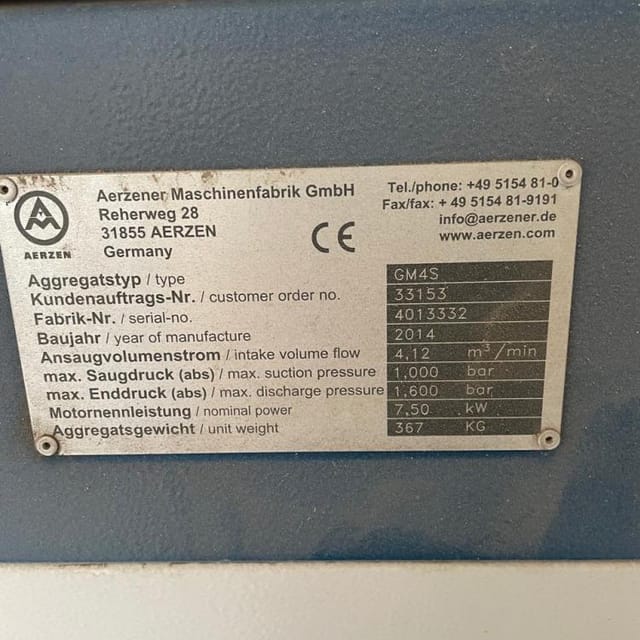 AERZEN
Aerzener Maschinenfabrik GmbH
Reherweg 28
31855 AERZEN
Germany
CE
Tel./phone: +49 5154 81-0
Fax/fax: + 49 5154 81-9191
info@aerzener.de
www.aerzen.com
Aggregatstyp / type GM4S
Kundenauftrags-Nr. / customer order no. 33153
Fabrik-Nr. / serial-no. 4013332
Baujahr / year of manufacture 2014
Ansaugvolumenstrom / intake volume flow 4,12 m³/min
max. Saugdruck (abs) / max. suction pressure 1,000 bar
max. Enddruck (abs) / max. discharge pressure 1,600 bar
Motornennleistung / nominal power 7,50 kW
Aggregatsgewicht / unit weight 367 KG